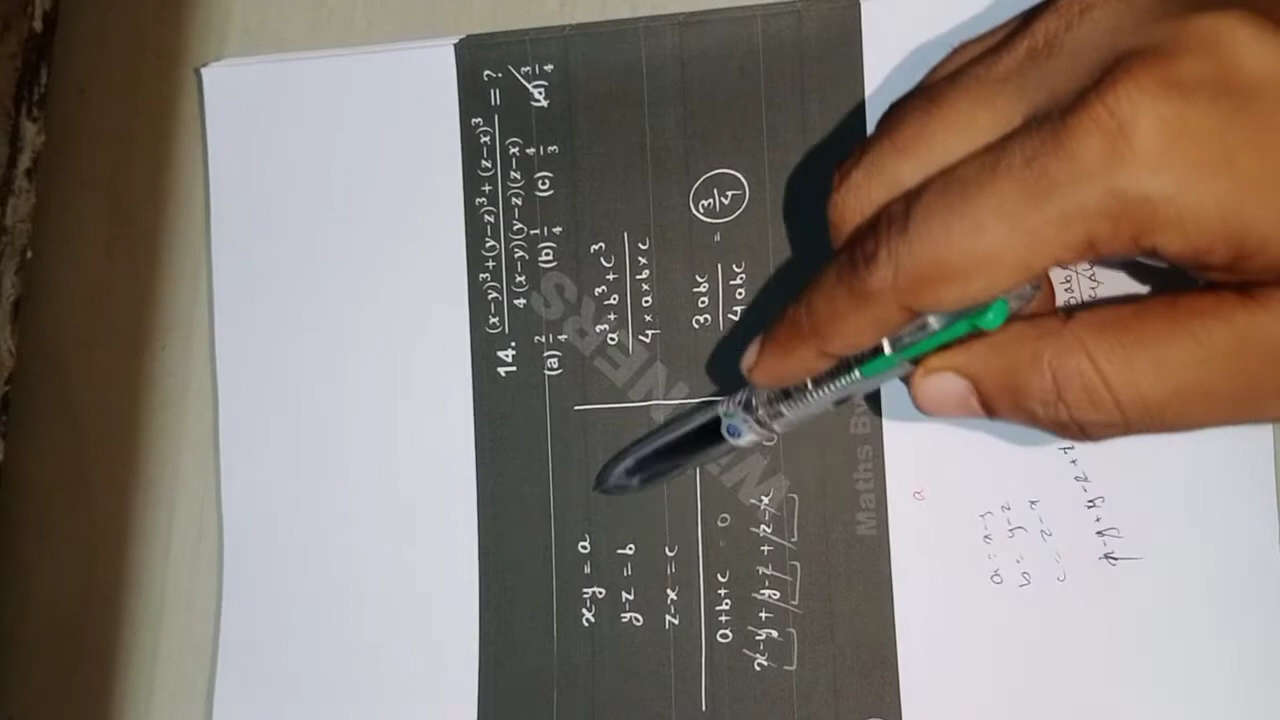 14. (x-y)³+(y-z)³+(z-x)³ / 4(x-y)(y-z)(z-x) = ?
(a) 2/4 (b) 1/4 (c) 4/3 (d) 3/4
x-y = a
y-z = b
z-x = c
a+b+c = 0
x-y+y-z+z-x
a³+b³+c³ / 4×a×b×c
3abc / 4abc = 3/4
Maths By
a
a = x-y
b = y-z
c = z-x